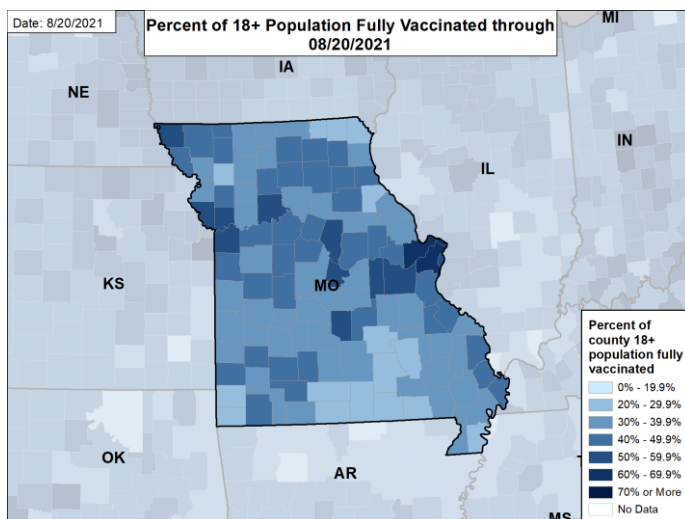 Date: 8/20/2021
Percent of 18+ Population Fully Vaccinated through
08/20/2021
MI
IA
NE
IN
IL
KS
MO
OK
AR
MS
Percent of
county 18+
population fully
vaccinated
0% - 19.9%
20% - 29.9%
30% - 39.9%
40% - 49.9%
50% - 59.9%
60% - 69.9%
70% or More
No Data